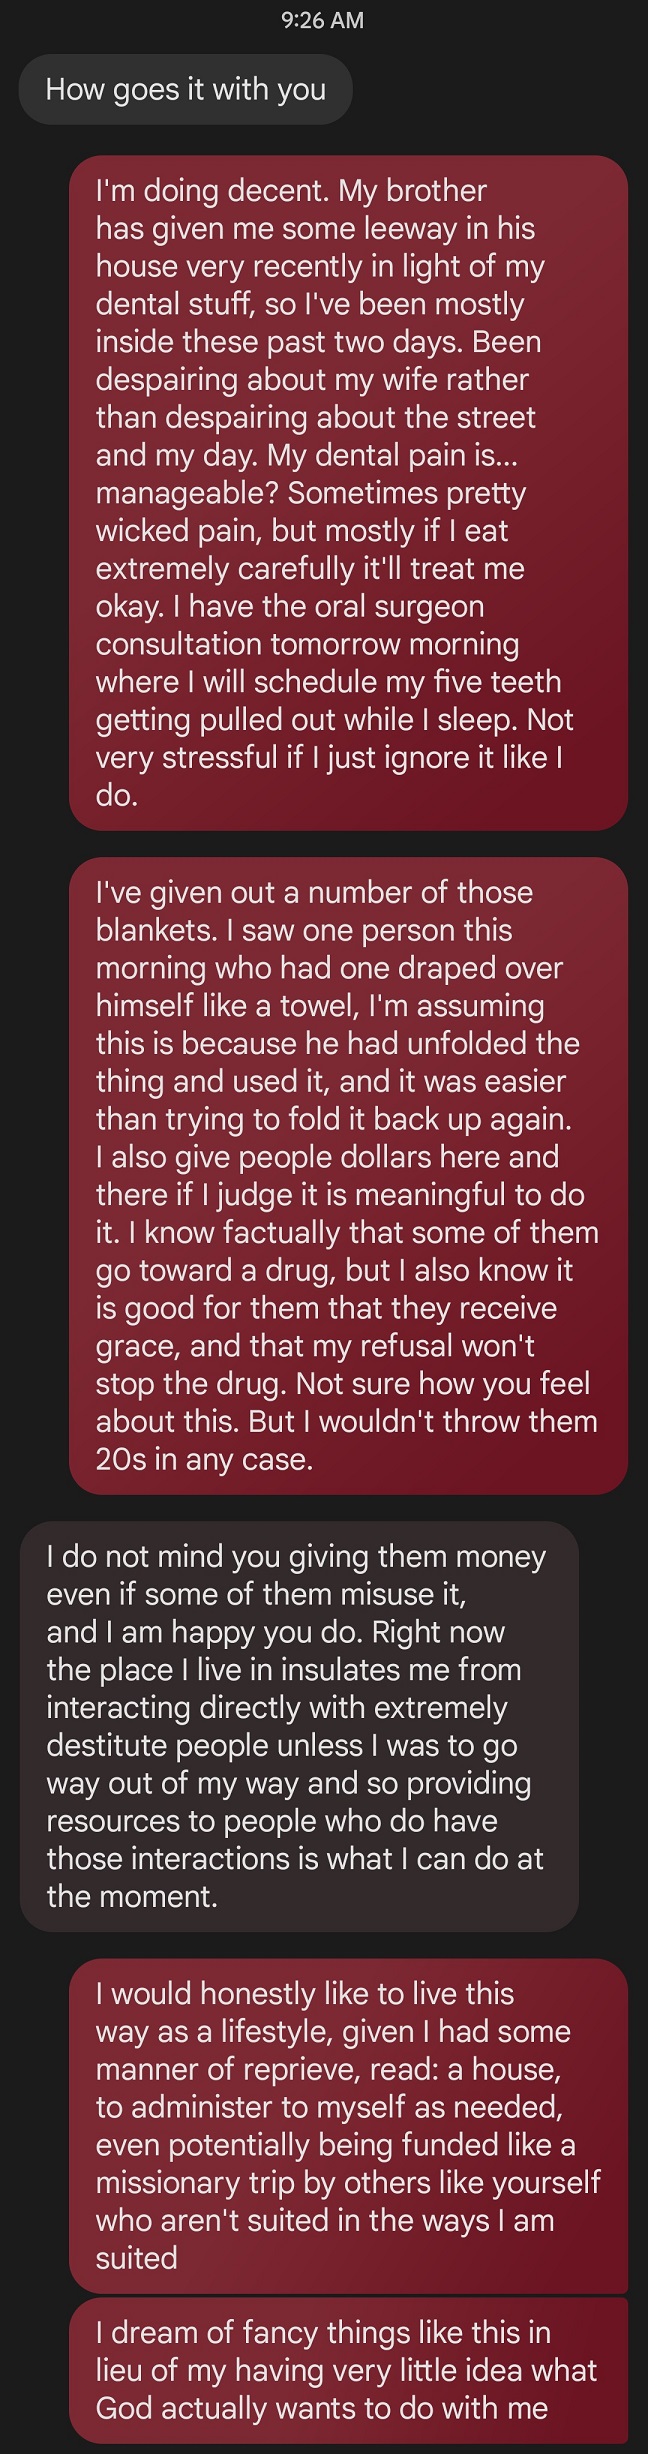 9:26 AM
How goes it with you
I'm doing decent. My brother
has given me some leeway in his
house very recently in light of my
dental stuff, so I've been mostly
inside these past two days. Been
despairing about my wife rather
than despairing about the street
and my day. My dental pain is...
manageable? Sometimes pretty
wicked pain, but mostly if I eat
extremely carefully it'll treat me
okay. I have the oral surgeon
consultation tomorrow morning
where I will schedule my five teeth
getting pulled out while I sleep. Not
very stressful if I just ignore it like I
do.
I've given out a number of those
blankets. I saw one person this
morning who had one draped over
himself like a towel, I'm assuming
this is because he had unfolded the
thing and used it, and it was easier
than trying to fold it back up again.
I also give people dollars here and
there if I judge it is meaningful to do
it. I know factually that some of them
go toward a drug, but I also know it
is good for them that they receive
grace, and that my refusal won't
stop the drug. Not sure how you feel
about this. But I wouldn't throw them
20s in any case.
I do not mind you giving them money
even if some of them misuse it,
and I am happy you do. Right now
the place I live in insulates me from
interacting directly with extremely
destitute people unless I was to go
way out of my way and so providing
resources to people who do have
those interactions is what I can do at
the moment.
I would honestly like to live this
way as a lifestyle, given I had some
manner of reprieve, read: a house,
to administer to myself as needed,
even potentially being funded like a
missionary trip by others like yourself
who aren't suited in the ways I am
suited
I dream of fancy things like this in
lieu of my having very little idea what
God actually wants to do with me